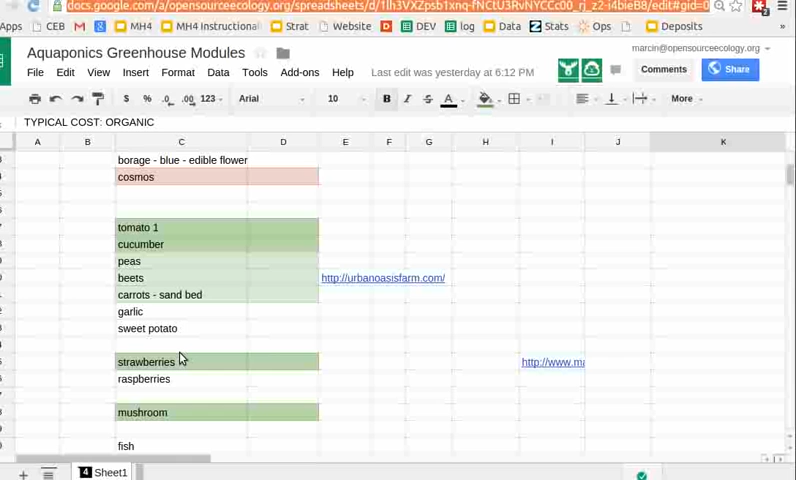 docs.google.com/a/opensourceecology.org/spreadsheets/d/1lh3VXZpsb1xnq-fNCtU3RvNYCCc00_rj_z2-i4bieB8/edit#gid=0
CEB MH4 MH4 Instructional Strat Website DEV log Data STS Ops Deposits
Aquaponics Greenhouse Modules
marcin@opensourceecology.org
File Edit View Insert Format Data Tools Add-ons Help Last edit was yesterday at 6:12 PM
Comments Share
$ % .0 .00 123 Arial 10 B I S A More
TYPICAL COST: ORGANIC
A B C D E F G H I J K
borage - blue - edible flower
cosmos
tomato 1
cucumber
peas
beets http://urbanoasisfarm.com/
carrots - sand bed
garlic
sweet potato
strawberries http://www.ma
raspberries
mushroom
fish
+ 4 Sheet1